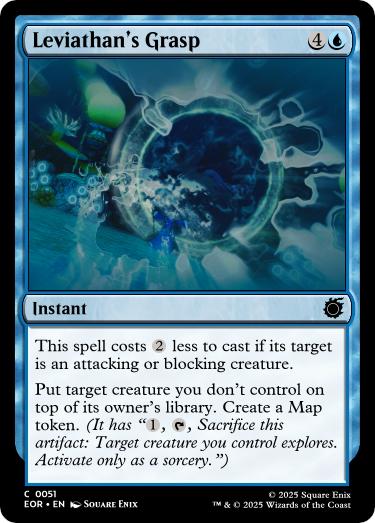 Leviathan's Grasp 4
Instant
This spell costs 2 less to cast if its target
is an attacking or blocking creature.
Put target creature you don't control on
top of its owner's library. Create a Map
token. (It has “1, T, Sacrifice this
artifact: Target creature you control explores.
Activate only as a sorcery.”)
C 0051
EOR • EN SQUARE ENIX
© 2025 Square Enix
™ & © 2025 Wizards of the Coast